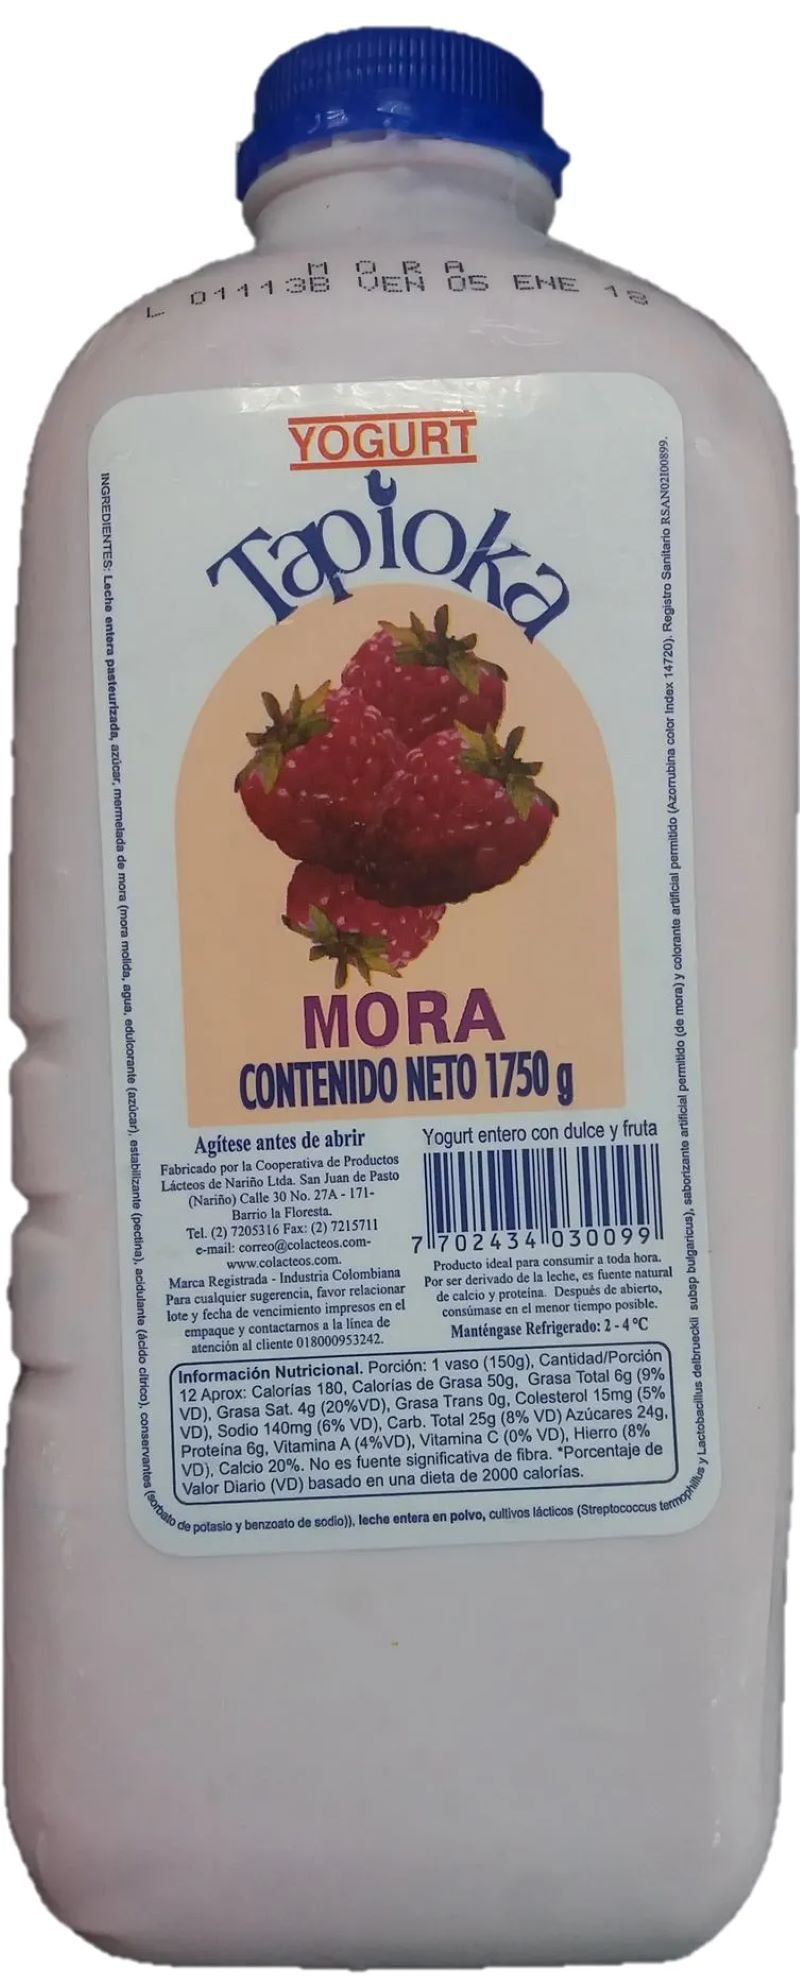 MORA
L 01113B VEN 05 ENE 18
YOGURT
Tapioka
MORA
CONTENIDO NETO 1750 g
Agítese antes de abrir
Fabricado por la Cooperativa de Productos
Lácteos de Nariño Ltda. San Juan de Pasto
(Nariño) Calle 30 No. 27A - 171-
Barrio la Floresta.
Tel. (2) 7205316 Fax: (2) 7215711
e-mail: correo@colacteos.com-
www.colacteos.com.
Marca Registrada - Industria Colombiana
Para cualquier sugerencia, favor relacionar
lote y fecha de vencimiento impresos en el
empaque y contactarnos a la línea de
atención al cliente 018000953242.
Yogurt entero con dulce y fruta
7 702434 030099
Producto ideal para consumir a toda hora.
Por ser derivado de la leche, es fuente natural
de calcio y proteína. Después de abierto,
consúmase en el menor tiempo posible.
Manténgase Refrigerado: 2 - 4 °C
Información Nutricional. Porción: 1 vaso (150g), Cantidad/Porción
12 Aprox: Calorías 180, Calorías de Grasa 50g, Grasa Total 6g (9%
VD), Grasa Sat. 4g (20%VD), Grasa Trans 0g, Colesterol 15mg (5%
VD), Sodio 140mg (6% VD), Carb. Total 25g (8% VD) Azúcares 24g,
Proteína 6g, Vitamina A (4%VD), Vitamina C (0% VD), Hierro (8%
VD), Calcio 20%. No es fuente significativa de fibra. *Porcentaje de
Valor Diario (VD) basado en una dieta de 2000 calorías.
INGREDIENTES: Leche entera pasteurizada, azúcar, mermelada de mora (mora molida, agua, edulcorante (azúcar), estabilizante (pectina), acidulante (ácido cítrico), conservantes (sorbato de potasio y benzoato de sodio)), leche entera en polvo, cultivos lácticos (Streptococcus termophillus y Lactobacillus delbrueckii subsp bulgaricus), saborizante artificial permitido (de mora) y colorante artificial permitido (Azorrubina color Index 14720). Registro Sanitario RSAN02I00899.